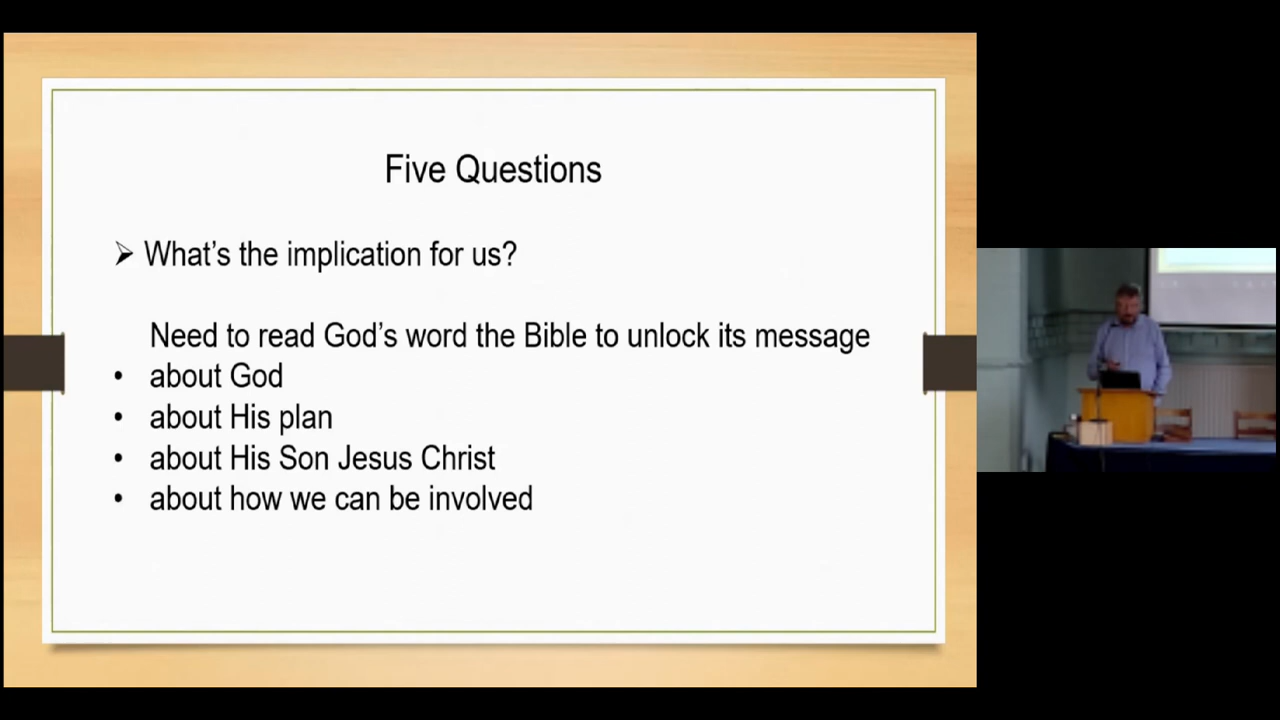 Five Questions
➢ What’s the implication for us?
Need to read God’s word the Bible to unlock its message
• about God
• about His plan
• about His Son Jesus Christ
• about how we can be involved